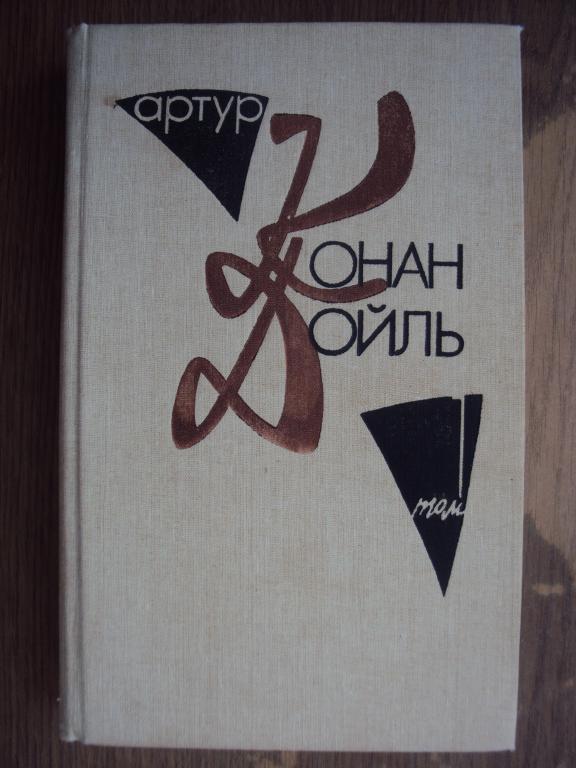 артур
Конан
Дойль
том I